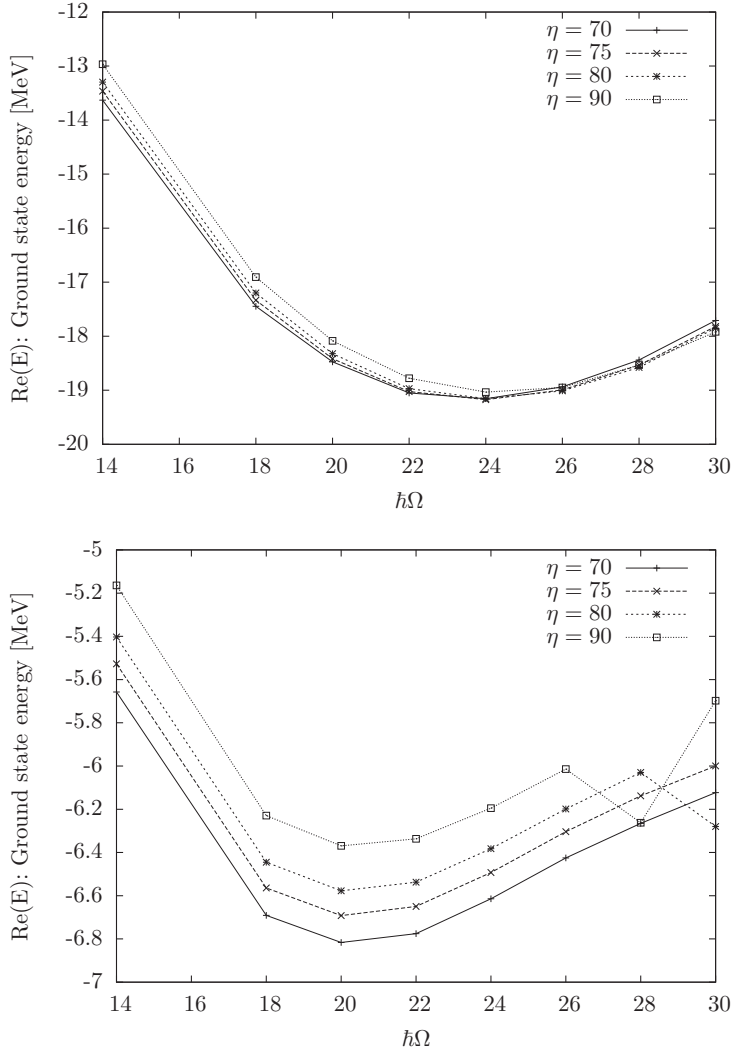 Re(E): Ground state energy [MeV]
-12
-13
-14
-15
-16
-17
-18
-19
-20
η = 70
η = 75
η = 80
η = 90
14 16 18 20 22 24 26 28 30
ℏΩ
Re(E): Ground state energy [MeV]
-5
-5.2
-5.4
-5.6
-5.8
-6
-6.2
-6.4
-6.6
-6.8
-7
η = 70
η = 75
η = 80
η = 90
14 16 18 20 22 24 26 28 30
ℏΩ